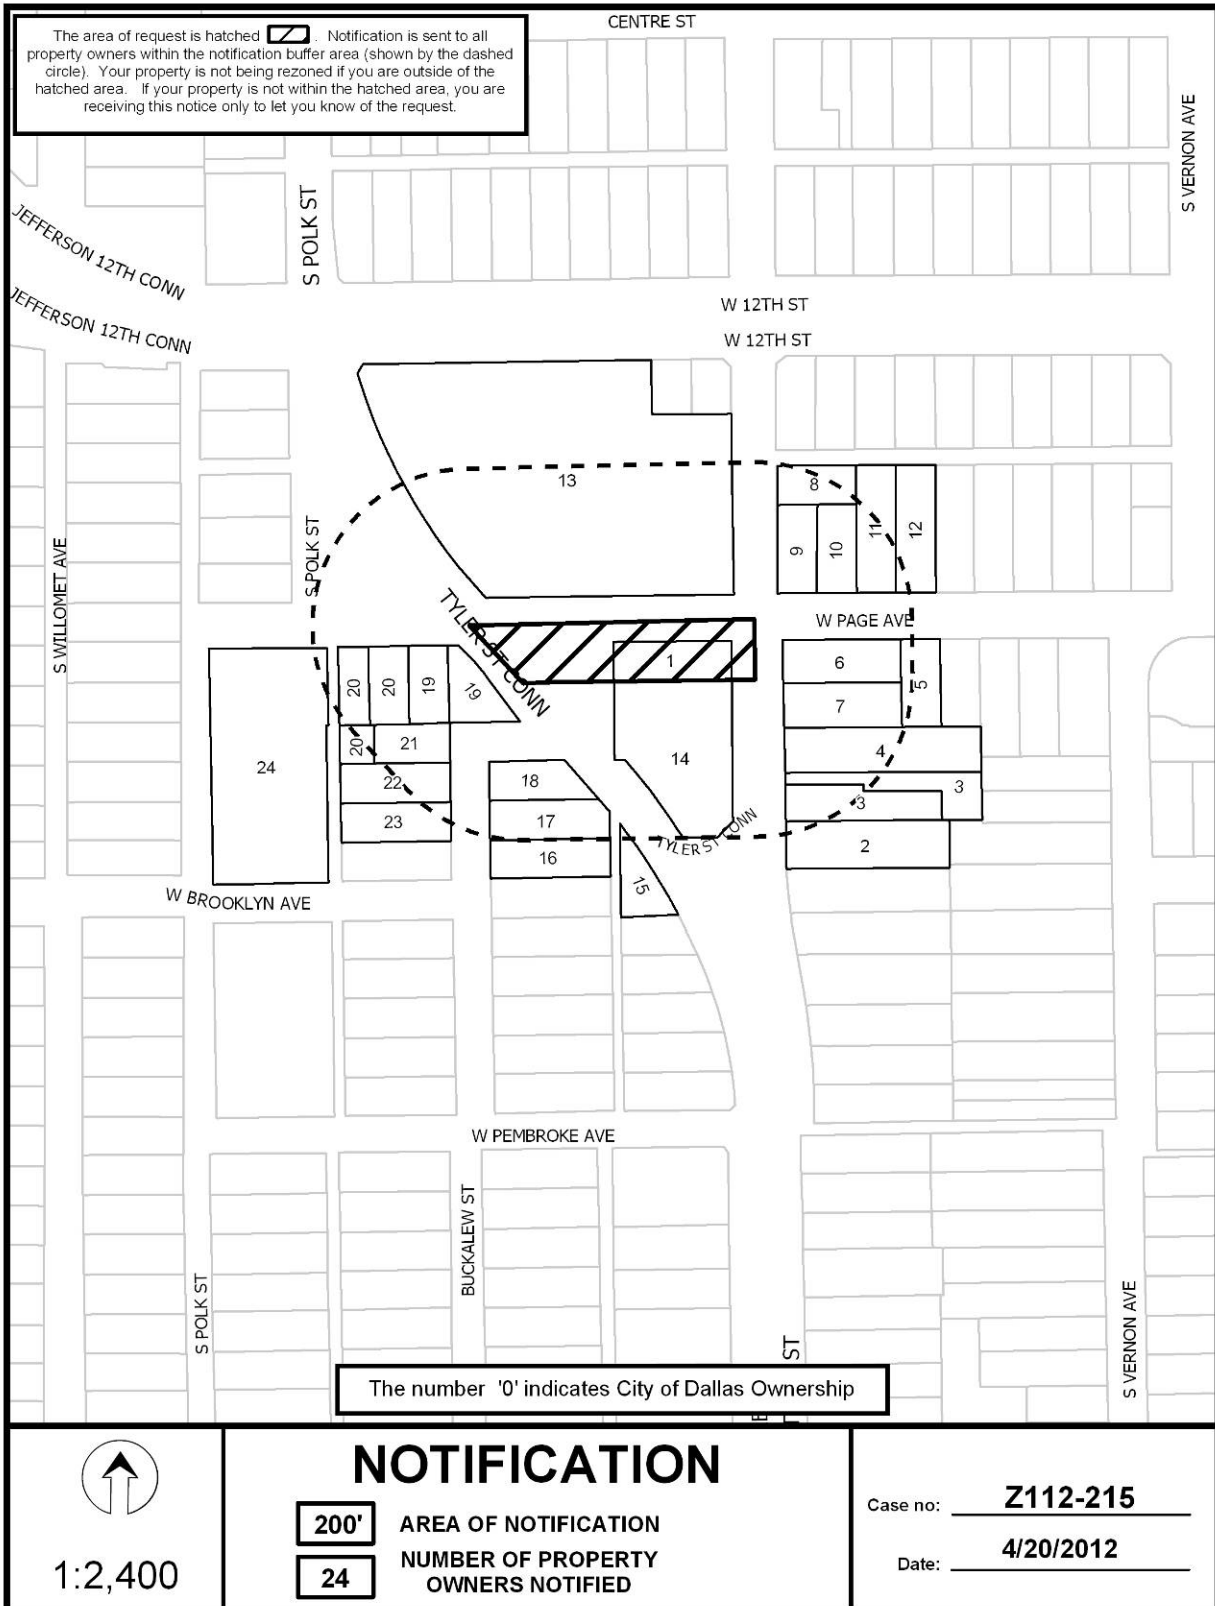 The area of request is hatched . Notification is sent to all
property owners within the notification buffer area (shown by the dashed
circle). Your property is not being rezoned if you are outside of the
hatched area. If your property is not within the hatched area, you are
receiving this notice only to let you know of the request.
CENTRE ST
S VERNON AVE
S POLK ST
JEFFERSON 12TH CONN
JEFFERSON 12TH CONN
W 12TH ST
W 12TH ST
13
8
9
10
11
12
S POLK ST
S WILLOMET AVE
TYLER ST CONN
W PAGE AVE
1
6
5
7
20
20
19
19
20
21
24
22
23
18
17
16
14
4
3
3
TYLER ST CONN
2
15
W BROOKLYN AVE
W PEMBROKE AVE
BUCKALEW ST
S POLK ST
S VERNON AVE
ST
The number '0' indicates City of Dallas Ownership
1:2,400
NOTIFICATION
200' AREA OF NOTIFICATION
24 NUMBER OF PROPERTY
OWNERS NOTIFIED
Case no: Z112-215
Date: 4/20/2012